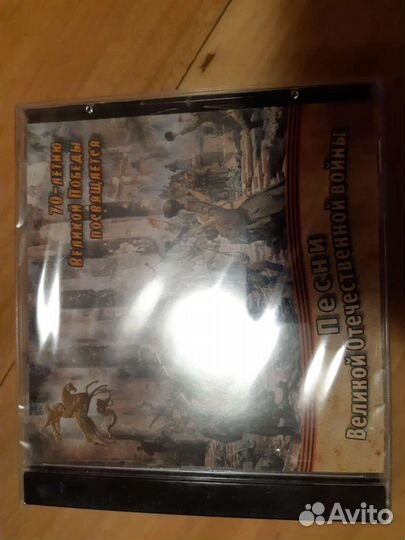 70-летию
Великой Победы
посвящается
Песни
Великой Отечественной войны
Avito